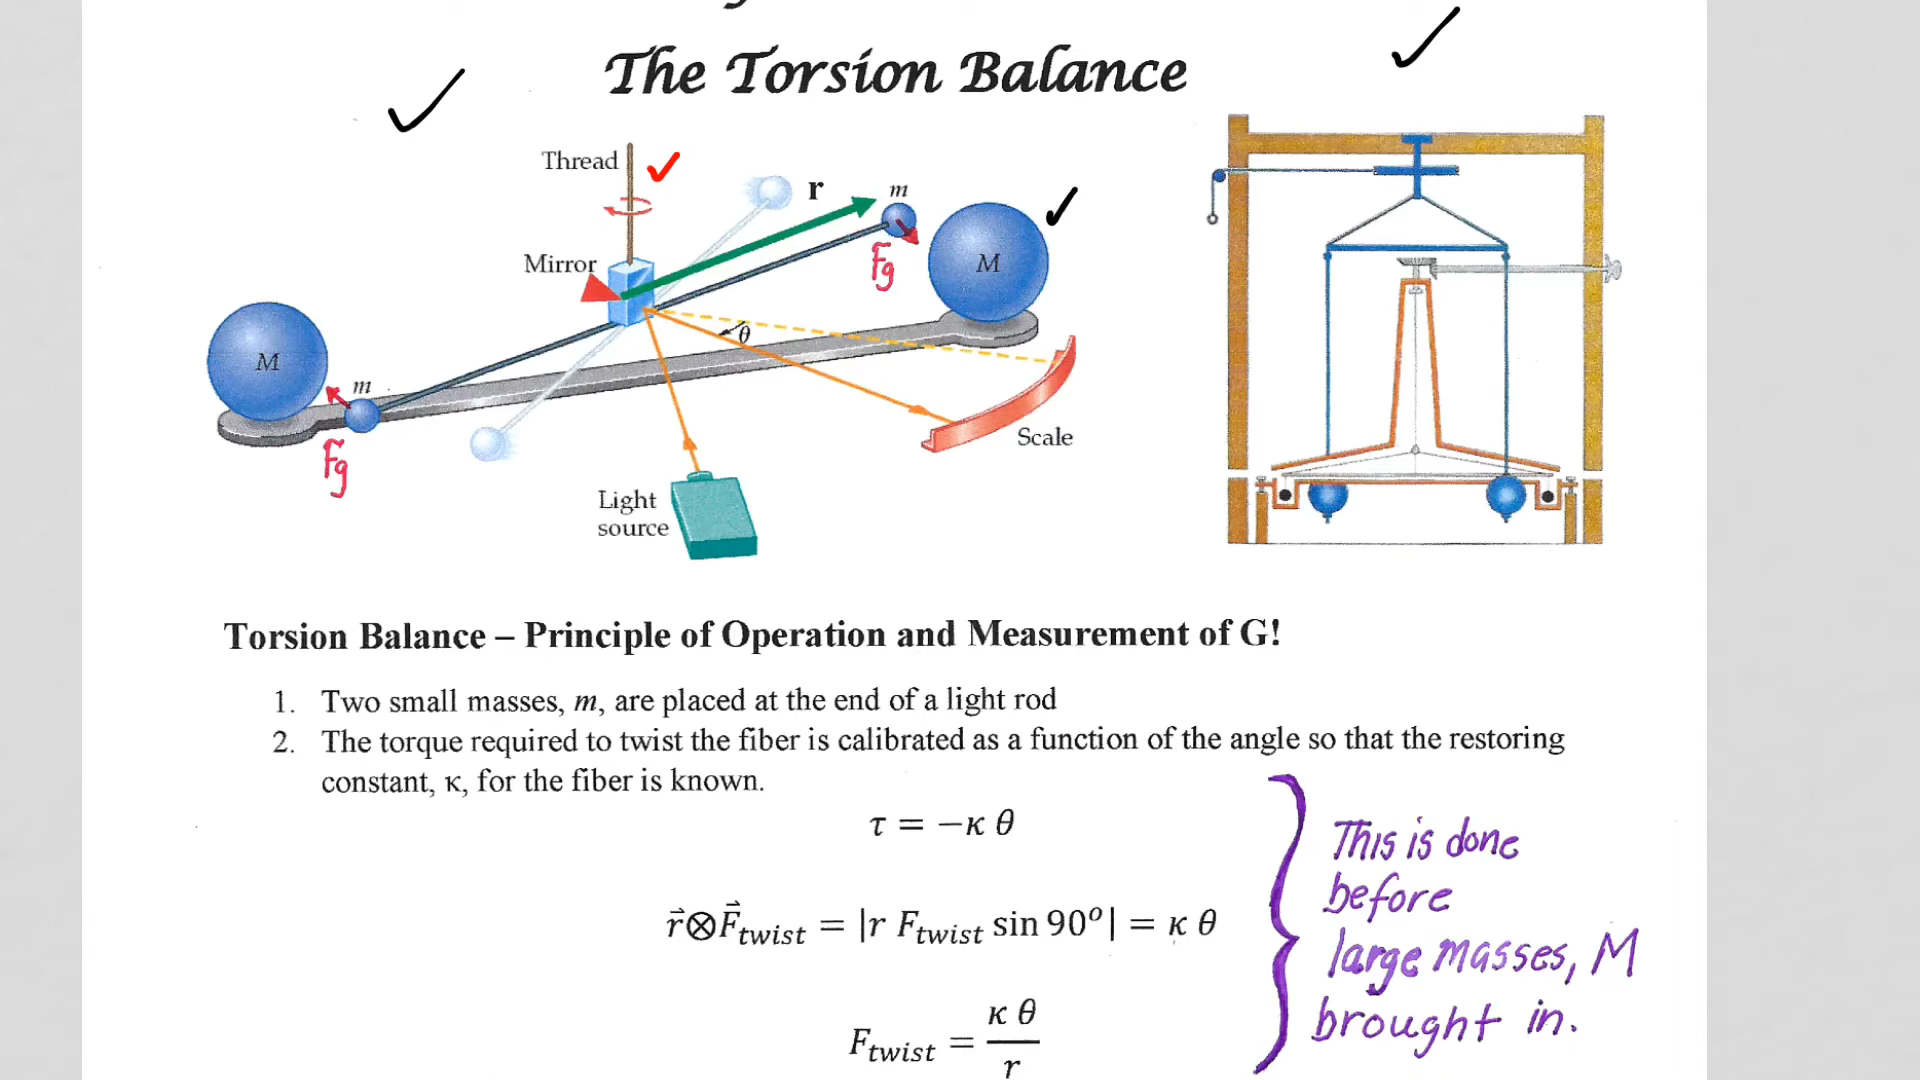 The Torsion Balance
Thread
r
m
Mirror
Fg
M
θ
M
m
Scale
Fg
Light
source
Torsion Balance – Principle of Operation and Measurement of G!
1. Two small masses, m, are placed at the end of a light rod
2. The torque required to twist the fiber is calibrated as a function of the angle so that the restoring
constant, κ, for the fiber is known.
τ = −κ θ
r⃗⊗F⃗twist = |r Ftwist sin 90°| = κ θ
Ftwist = κ θ / r
This is done
before
large masses, M
brought in.